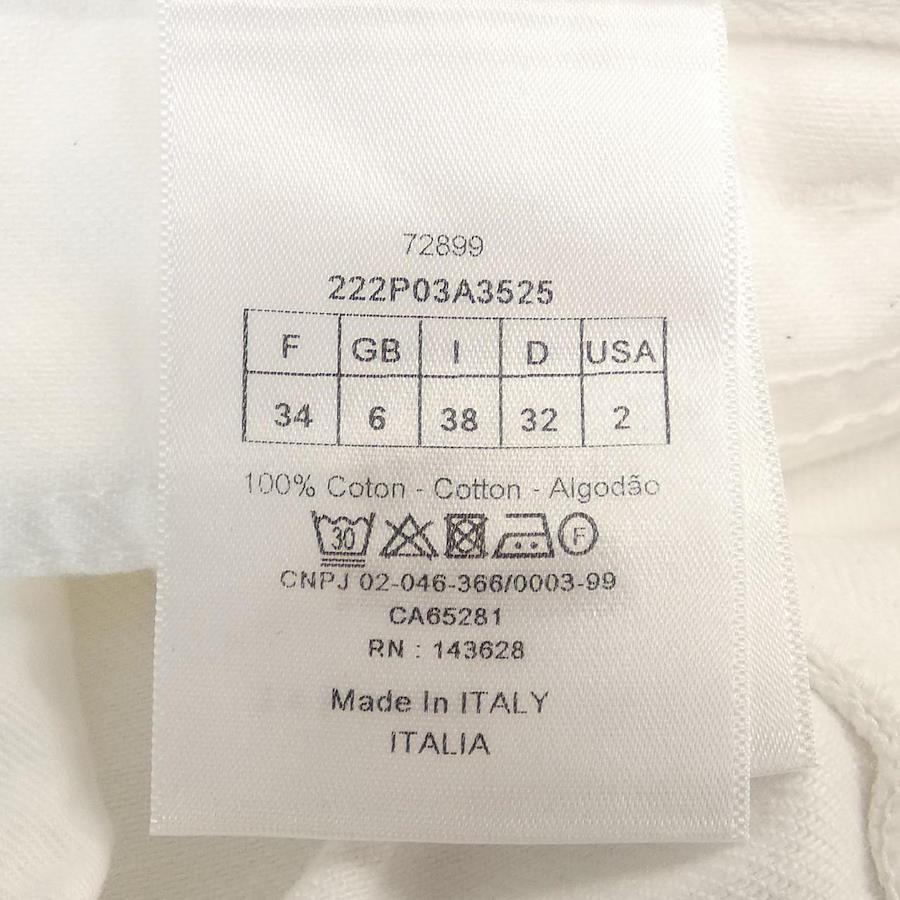 72899
222P03A3525
F GB I D USA
34 6 38 32 2
100% Coton - Cotton - Algodão
30 F
CNPJ 02-046-366/0003-99
CA65281
RN : 143628
Made In ITALY
ITALIA